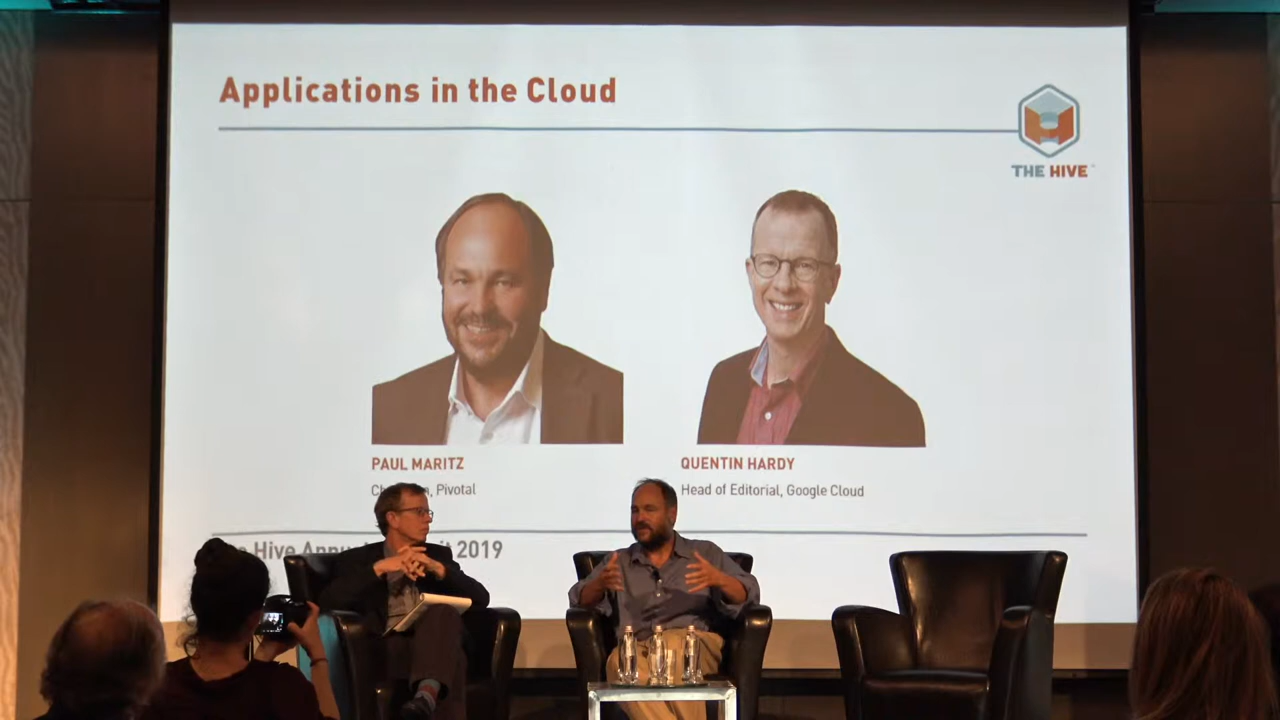 Applications in the Cloud
THE HIVE
PAUL MARITZ
QUENTIN HARDY
Pivotal
Head of Editorial, Google Cloud
Hive
2019